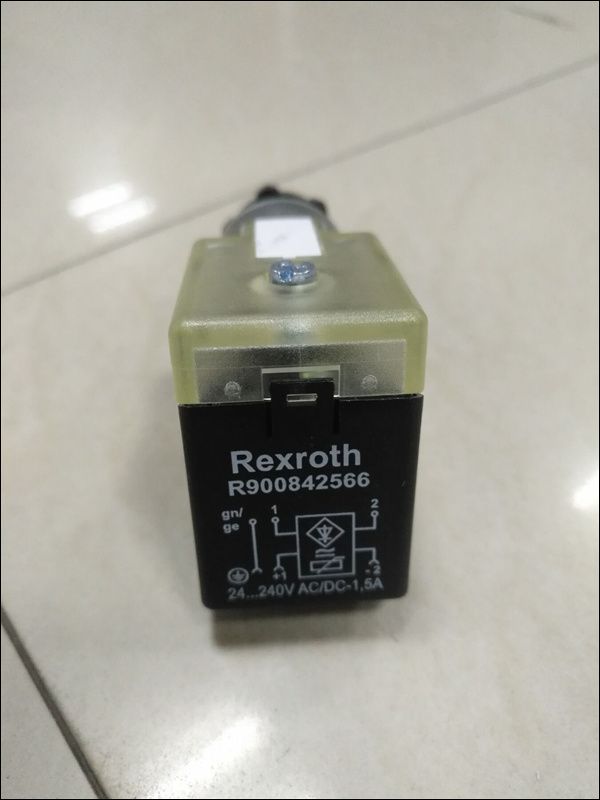 Rexroth
R900842566
gn/ 1 2
ge
+1 - 2
24...240V AC/DC-1,5A